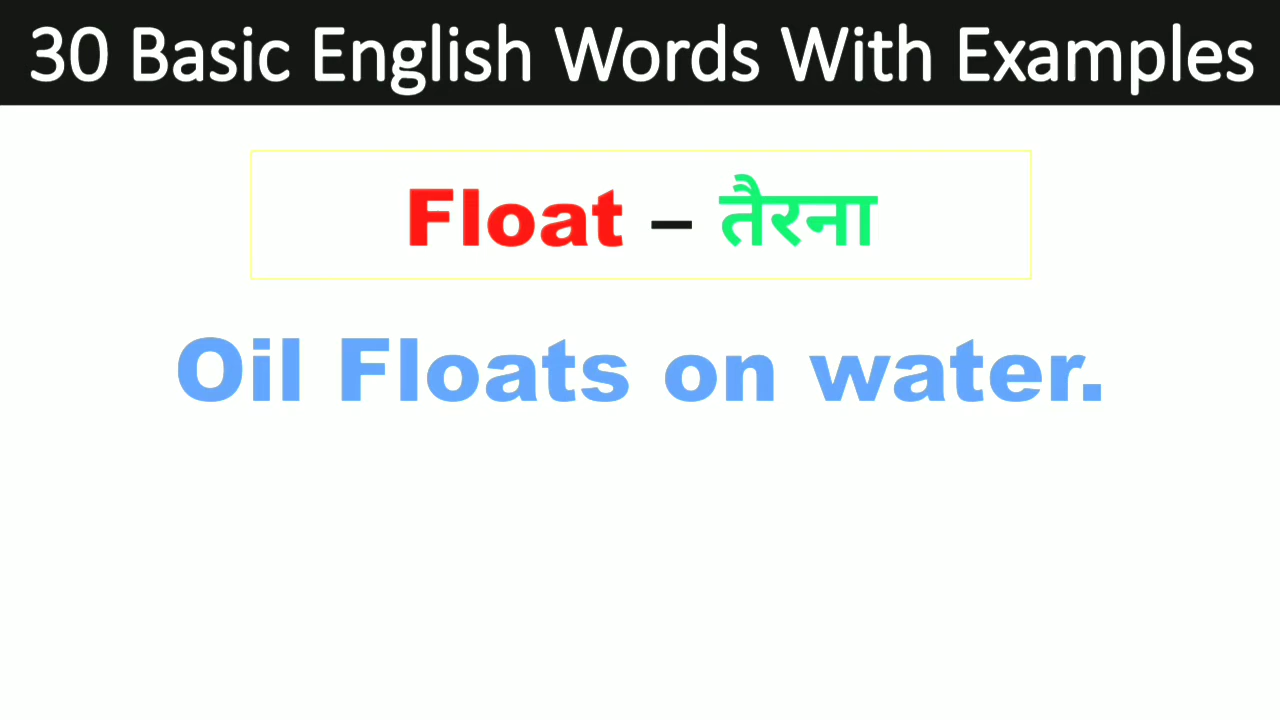 30 Basic English Words With Examples
Float – तैरना
Oil Floats on water.